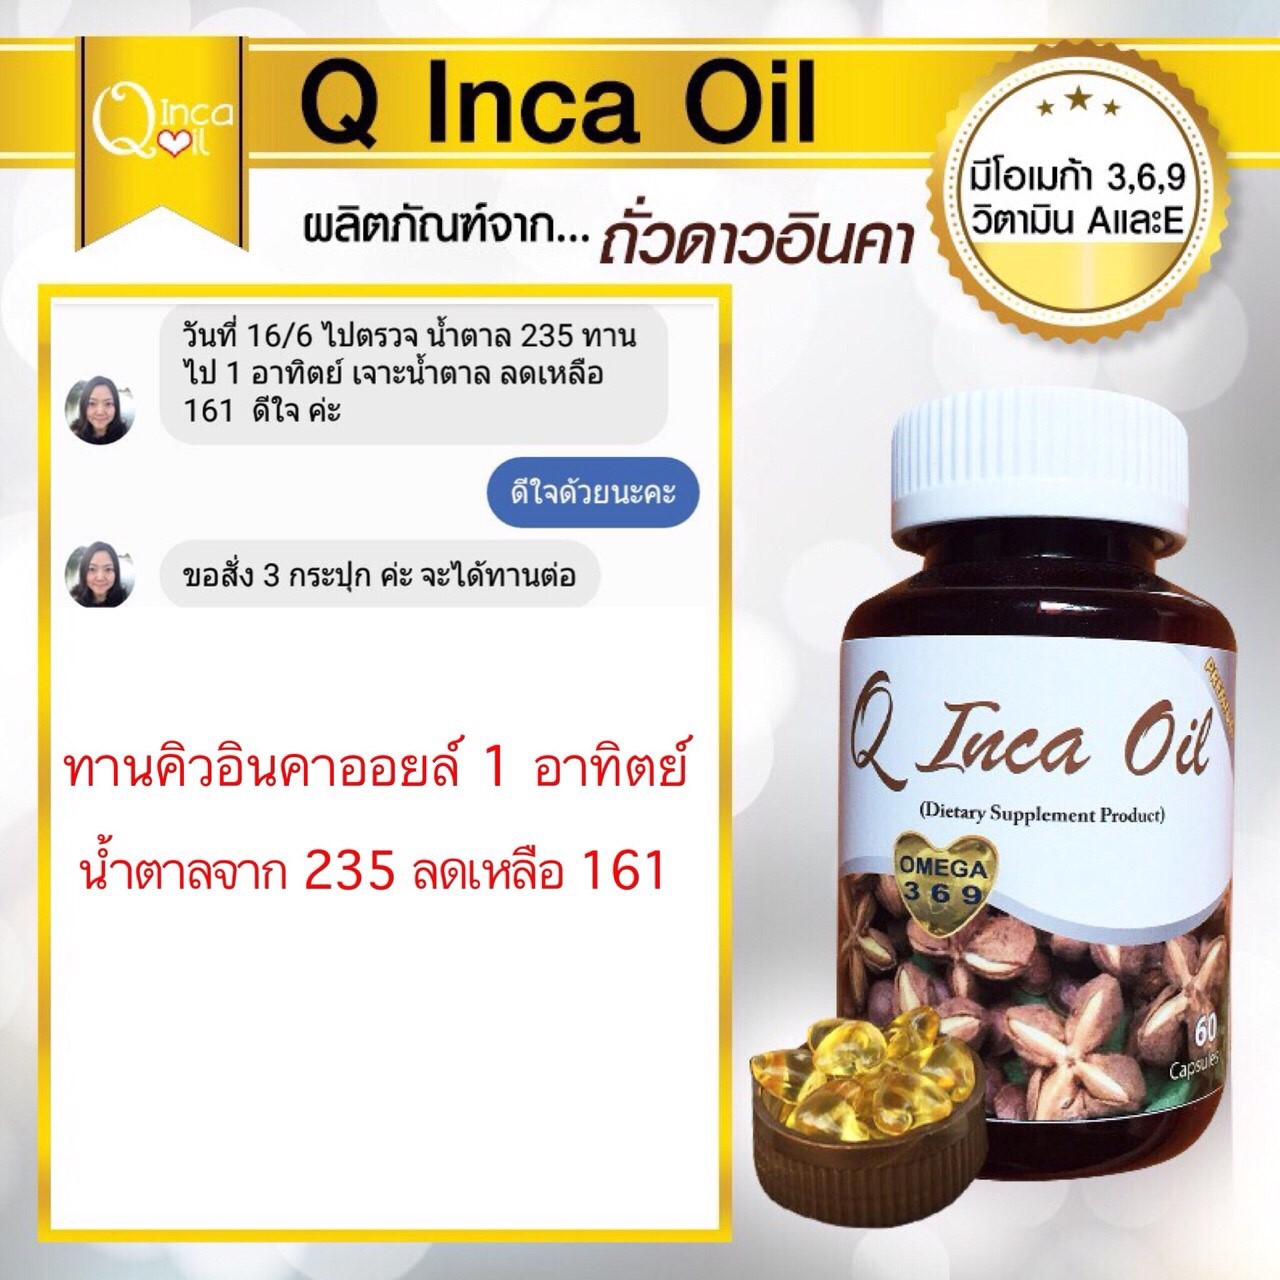 Q Inca Oil
Q Inca Oil
มีโอเมก้า 3,6,9
วิตามิน AและE
ผลิตภัณฑ์จาก... ถั่วดาวอินคา
วันที่ 16/6 ไปตรวจ น้ำตาล 235 ทาน
ไป 1 อาทิตย์ เจาะน้ำตาล ลดเหลือ
161 ดีใจ ค่ะ
ดีใจด้วยนะคะ
ขอสั่ง 3 กระปุก ค่ะ จะได้ทานต่อ
ทานคิวอินคาออยล์ 1 อาทิตย์
น้ำตาลจาก 235 ลดเหลือ 161
PREMIUM
Q Inca Oil
(Dietary Supplement Product)
OMEGA
3 6 9
60
Capsules